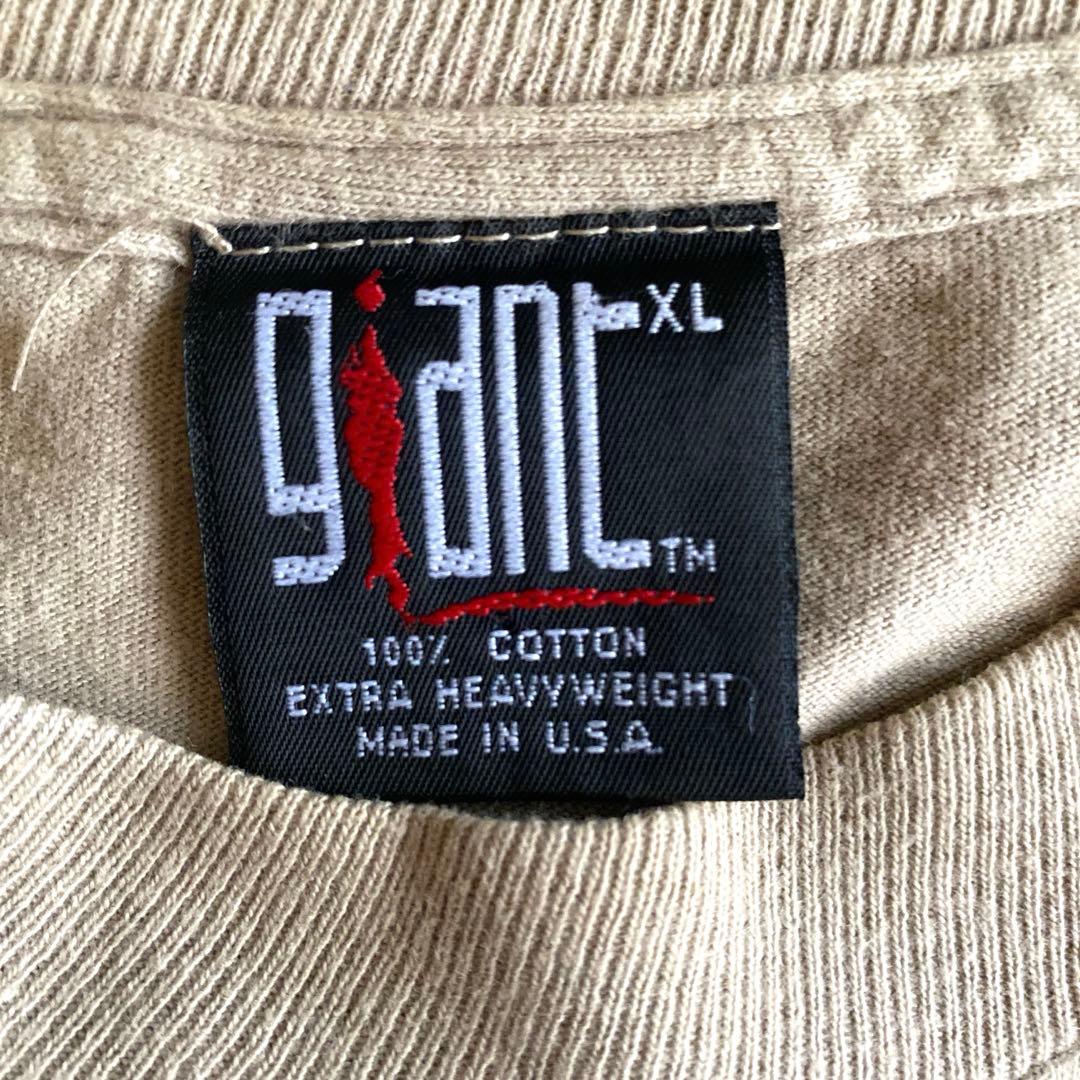 giant XL
TM
100% COTTON
EXTRA HEAVYWEIGHT
MADE IN U.S.A.